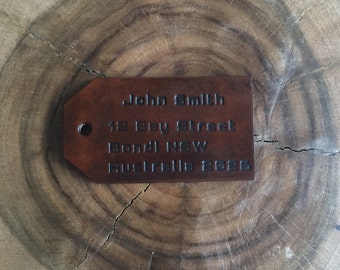 John Smith
12 Bay Street
Bondi NSW
Australia 2026